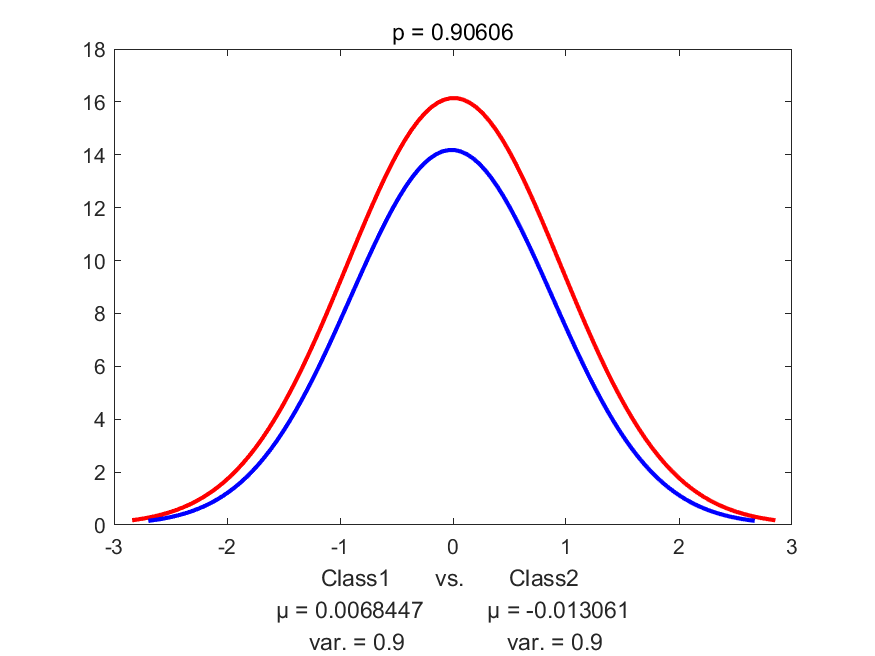 p = 0.90606
18
16
14
12
10
8
6
4
2
0
-3 -2 -1 0 1 2 3
Class1 vs. Class2
μ = 0.0068447 μ = -0.013061
var. = 0.9 var. = 0.9